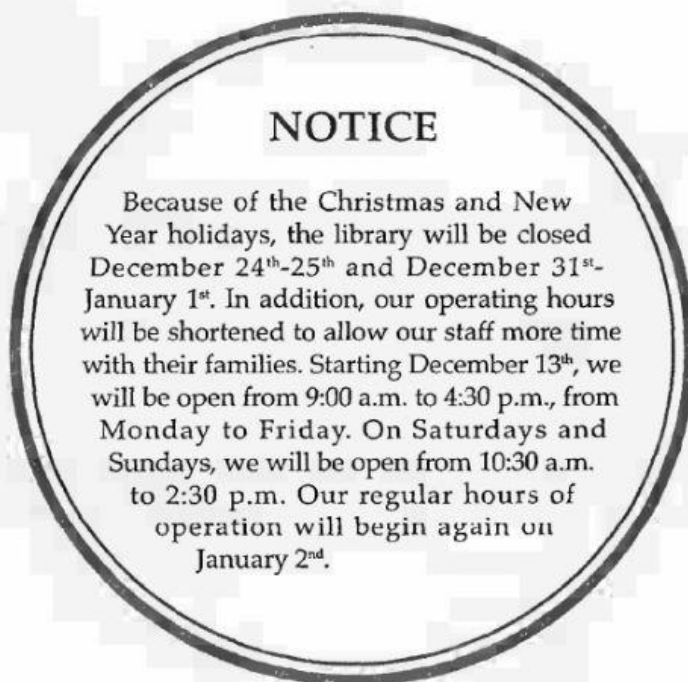 NOTICE
Because of the Christmas and New
Year holidays, the library will be closed
December 24th-25th and December 31st-
January 1st. In addition, our operating hours
will be shortened to allow our staff more time
with their families. Starting December 13th, we
will be open from 9:00 a.m. to 4:30 p.m., from
Monday to Friday. On Saturdays and
Sundays, we will be open from 10:30 a.m.
to 2:30 p.m. Our regular hours of
operation will begin again on
January 2nd.